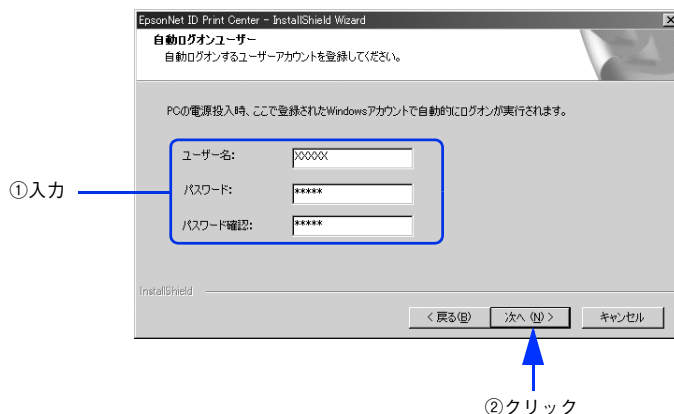 EpsonNet ID Print Center - InstallShield Wizard
自動ログオンユーザー
自動ログオンするユーザーアカウントを登録してください。
PCの電源投入時、ここで登録されたWindowsアカウントで自動的にログオンが実行されます。
ユーザー名: XXXXX
①入力
パスワード: *****
パスワード確認: *****
InstallShield
< 戻る(B) 次へ (N) > キャンセル
②クリック